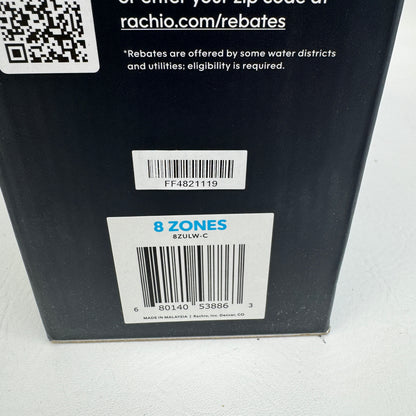 or enter your zip code at
rachio.com/rebates
*Rebates are offered by some water districts
and utilities; eligibility is required.
FF4821119
8 ZONES
8ZULW-C
6 80140 53886 3
MADE IN MALAYSIA | Rachio, Inc. Denver, CO